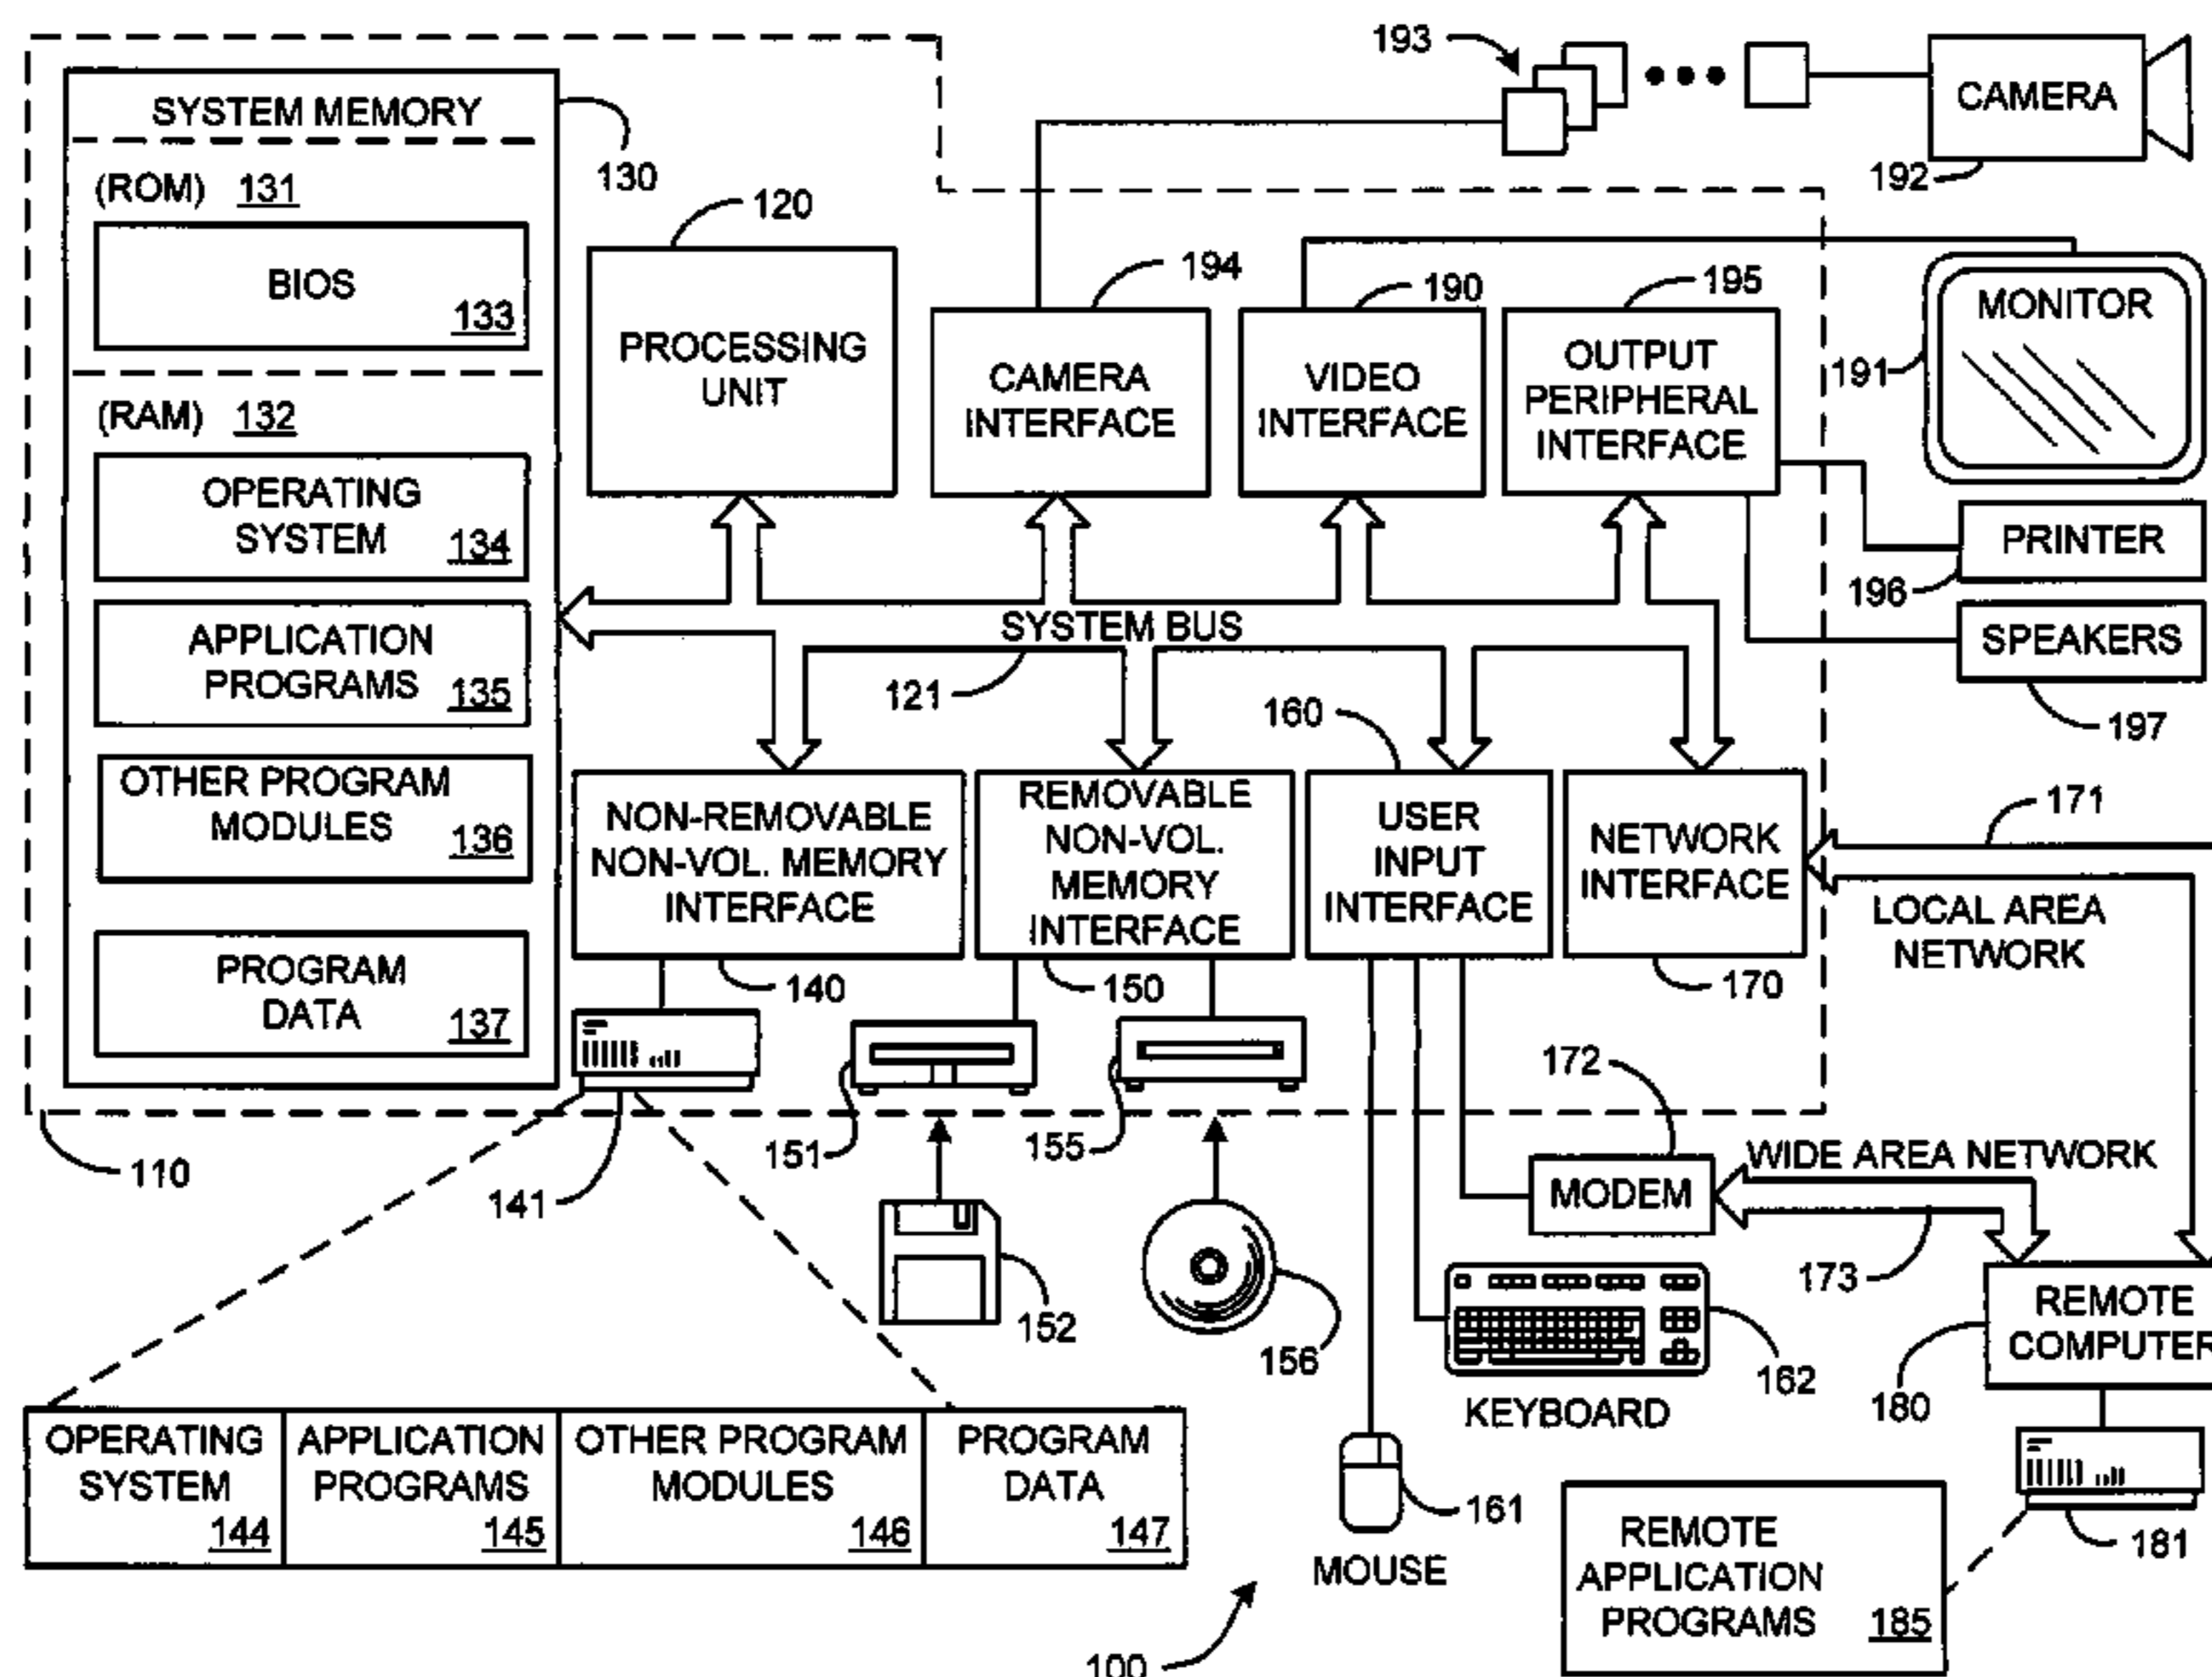 193
CAMERA
192
SYSTEM MEMORY
130
(ROM) 131
BIOS
133
120
PROCESSING
UNIT
194
CAMERA
INTERFACE
190
VIDEO
INTERFACE
195
OUTPUT
PERIPHERAL
INTERFACE
MONITOR
191
(RAM) 132
OPERATING
SYSTEM
134
PRINTER
196
SPEAKERS
197
APPLICATION
PROGRAMS
135
SYSTEM BUS
121
160
OTHER PROGRAM
MODULES
136
NON-REMOVABLE
NON-VOL. MEMORY
INTERFACE
140
REMOVABLE
NON-VOL.
MEMORY
INTERFACE
150
USER
INPUT
INTERFACE
NETWORK
INTERFACE
170
171
LOCAL AREA
NETWORK
PROGRAM
DATA
137
110
141
151
155
152
156
172
MODEM
WIDE AREA NETWORK
173
REMOTE
COMPUTER
180
162
KEYBOARD
161
MOUSE
181
OPERATING
SYSTEM
144
APPLICATION
PROGRAMS
145
OTHER PROGRAM
MODULES
146
PROGRAM
DATA
147
REMOTE
APPLICATION
PROGRAMS
185
100